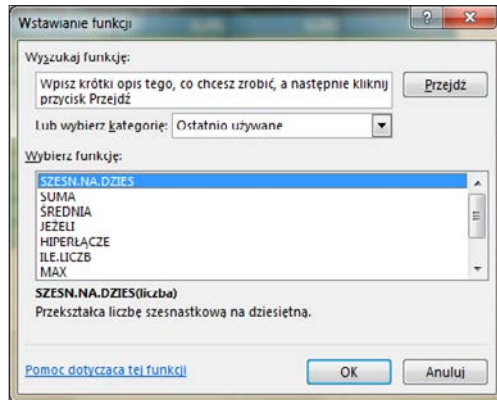 Wstawianie funkcji
Wyszukaj funkcję:
Wpisz krótki opis tego, co chcesz zrobić, a następnie kliknij
przycisk Przejdź
Przejdź
Lub wybierz kategorię: Ostatnio używane
Wybierz funkcję:
SZESN.NA.DZIES
SUMA
ŚREDNIA
JEŻELI
HIPERŁĄCZE
ILE.LICZB
MAX
SZESN.NA.DZIES(liczba)
Przekształca liczbę szesnastkową na dziesiętną.
Pomoc dotycząca tej funkcji
OK
Anuluj